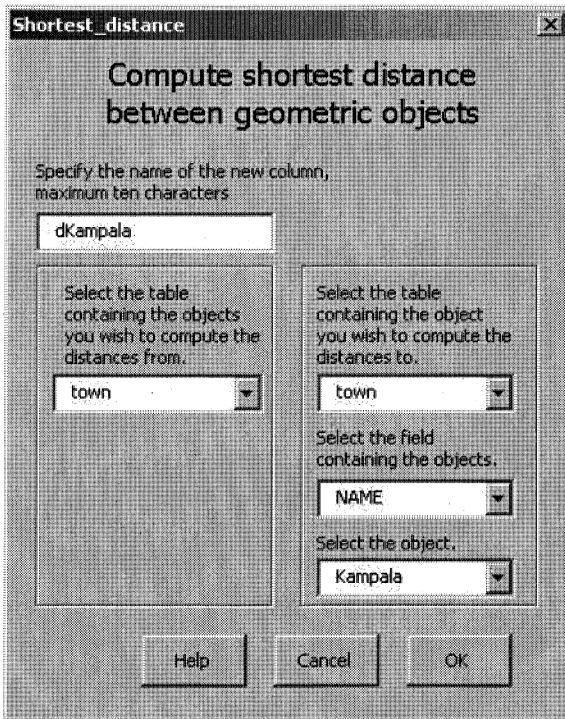 Shortest_distance
Compute shortest distance
between geometric objects
Specify the name of the new column,
maximum ten characters
dKampala
Select the table
containing the objects
you wish to compute the
distances from.
town
Select the table
containing the object
you wish to compute the
distances to.
town
Select the field
containing the objects.
NAME
Select the object.
Kampala
Help
Cancel
OK